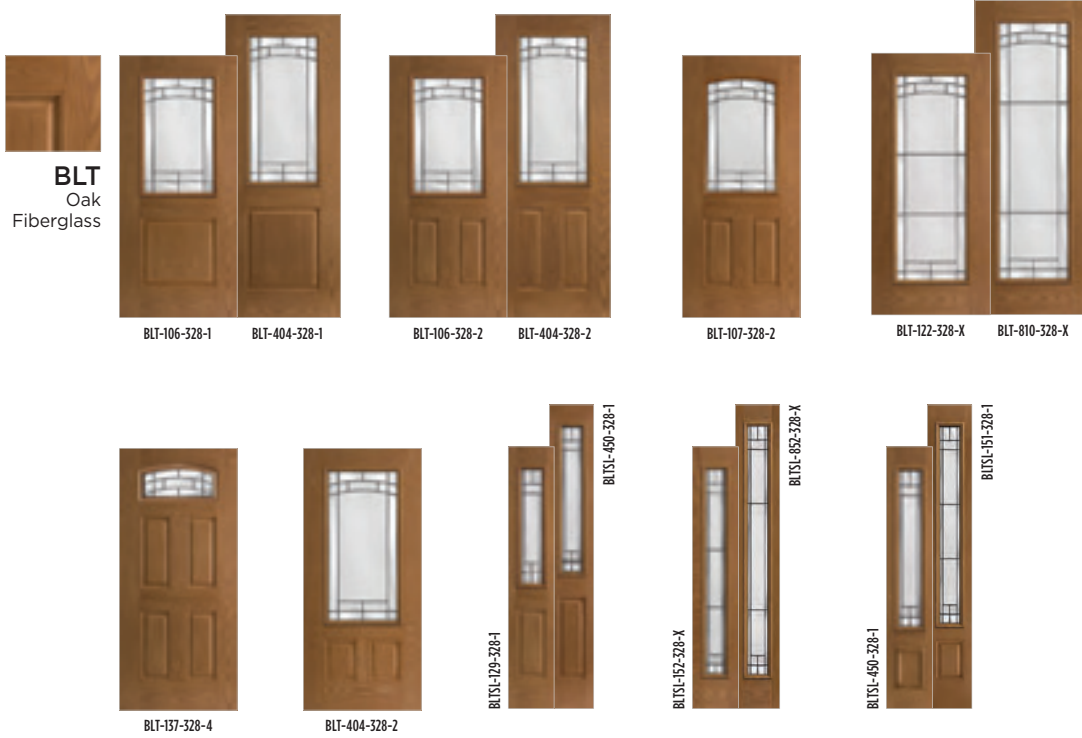 BLT
Oak
Fiberglass
BLT-106-328-1
BLT-404-328-1
BLT-106-328-2
BLT-404-328-2
BLT-107-328-2
BLT-122-328-X
BLT-810-328-X
BLT-137-328-4
BLT-404-328-2
BLTSL-129-328-1
BLTSL-450-328-1
BLTSL-152-328-X
BLTSL-852-328-X
BLTSL-450-328-1
BLTSL-151-328-1